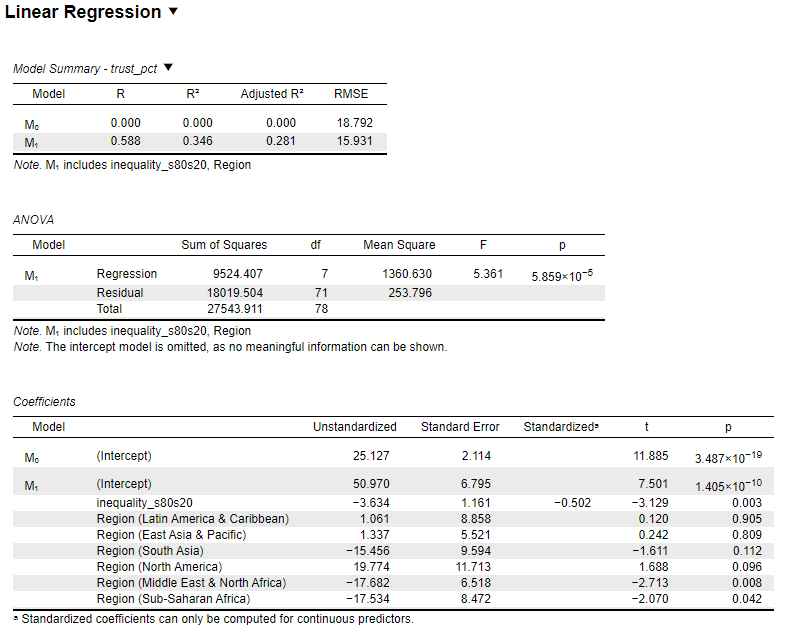 Linear Regression ▼
Model Summary - trust_pct ▼
Model R R² Adjusted R² RMSE
M₀ 0.000 0.000 0.000 18.792
M₁ 0.588 0.346 0.281 15.931
Note. M₁ includes inequality_s80s20, Region
ANOVA
Model Sum of Squares df Mean Square F p
M₁ Regression 9524.407 7 1360.630 5.361 5.859×10⁻⁵
Residual 18019.504 71 253.796
Total 27543.911 78
Note. M₁ includes inequality_s80s20, Region
Note. The intercept model is omitted, as no meaningful information can be shown.
Coefficients
Model Unstandardized Standard Error Standardizedᵃ t p
M₀ (Intercept) 25.127 2.114 11.885 3.487×10⁻¹⁹
M₁ (Intercept) 50.970 6.795 7.501 1.405×10⁻¹⁰
inequality_s80s20 −3.634 1.161 −0.502 −3.129 0.003
Region (Latin America & Caribbean) 1.061 8.858 0.120 0.905
Region (East Asia & Pacific) 1.337 5.521 0.242 0.809
Region (South Asia) −15.456 9.594 −1.611 0.112
Region (North America) 19.774 11.713 1.688 0.096
Region (Middle East & North Africa) −17.682 6.518 −2.713 0.008
Region (Sub-Saharan Africa) −17.534 8.472 −2.070 0.042
ᵃ Standardized coefficients can only be computed for continuous predictors.